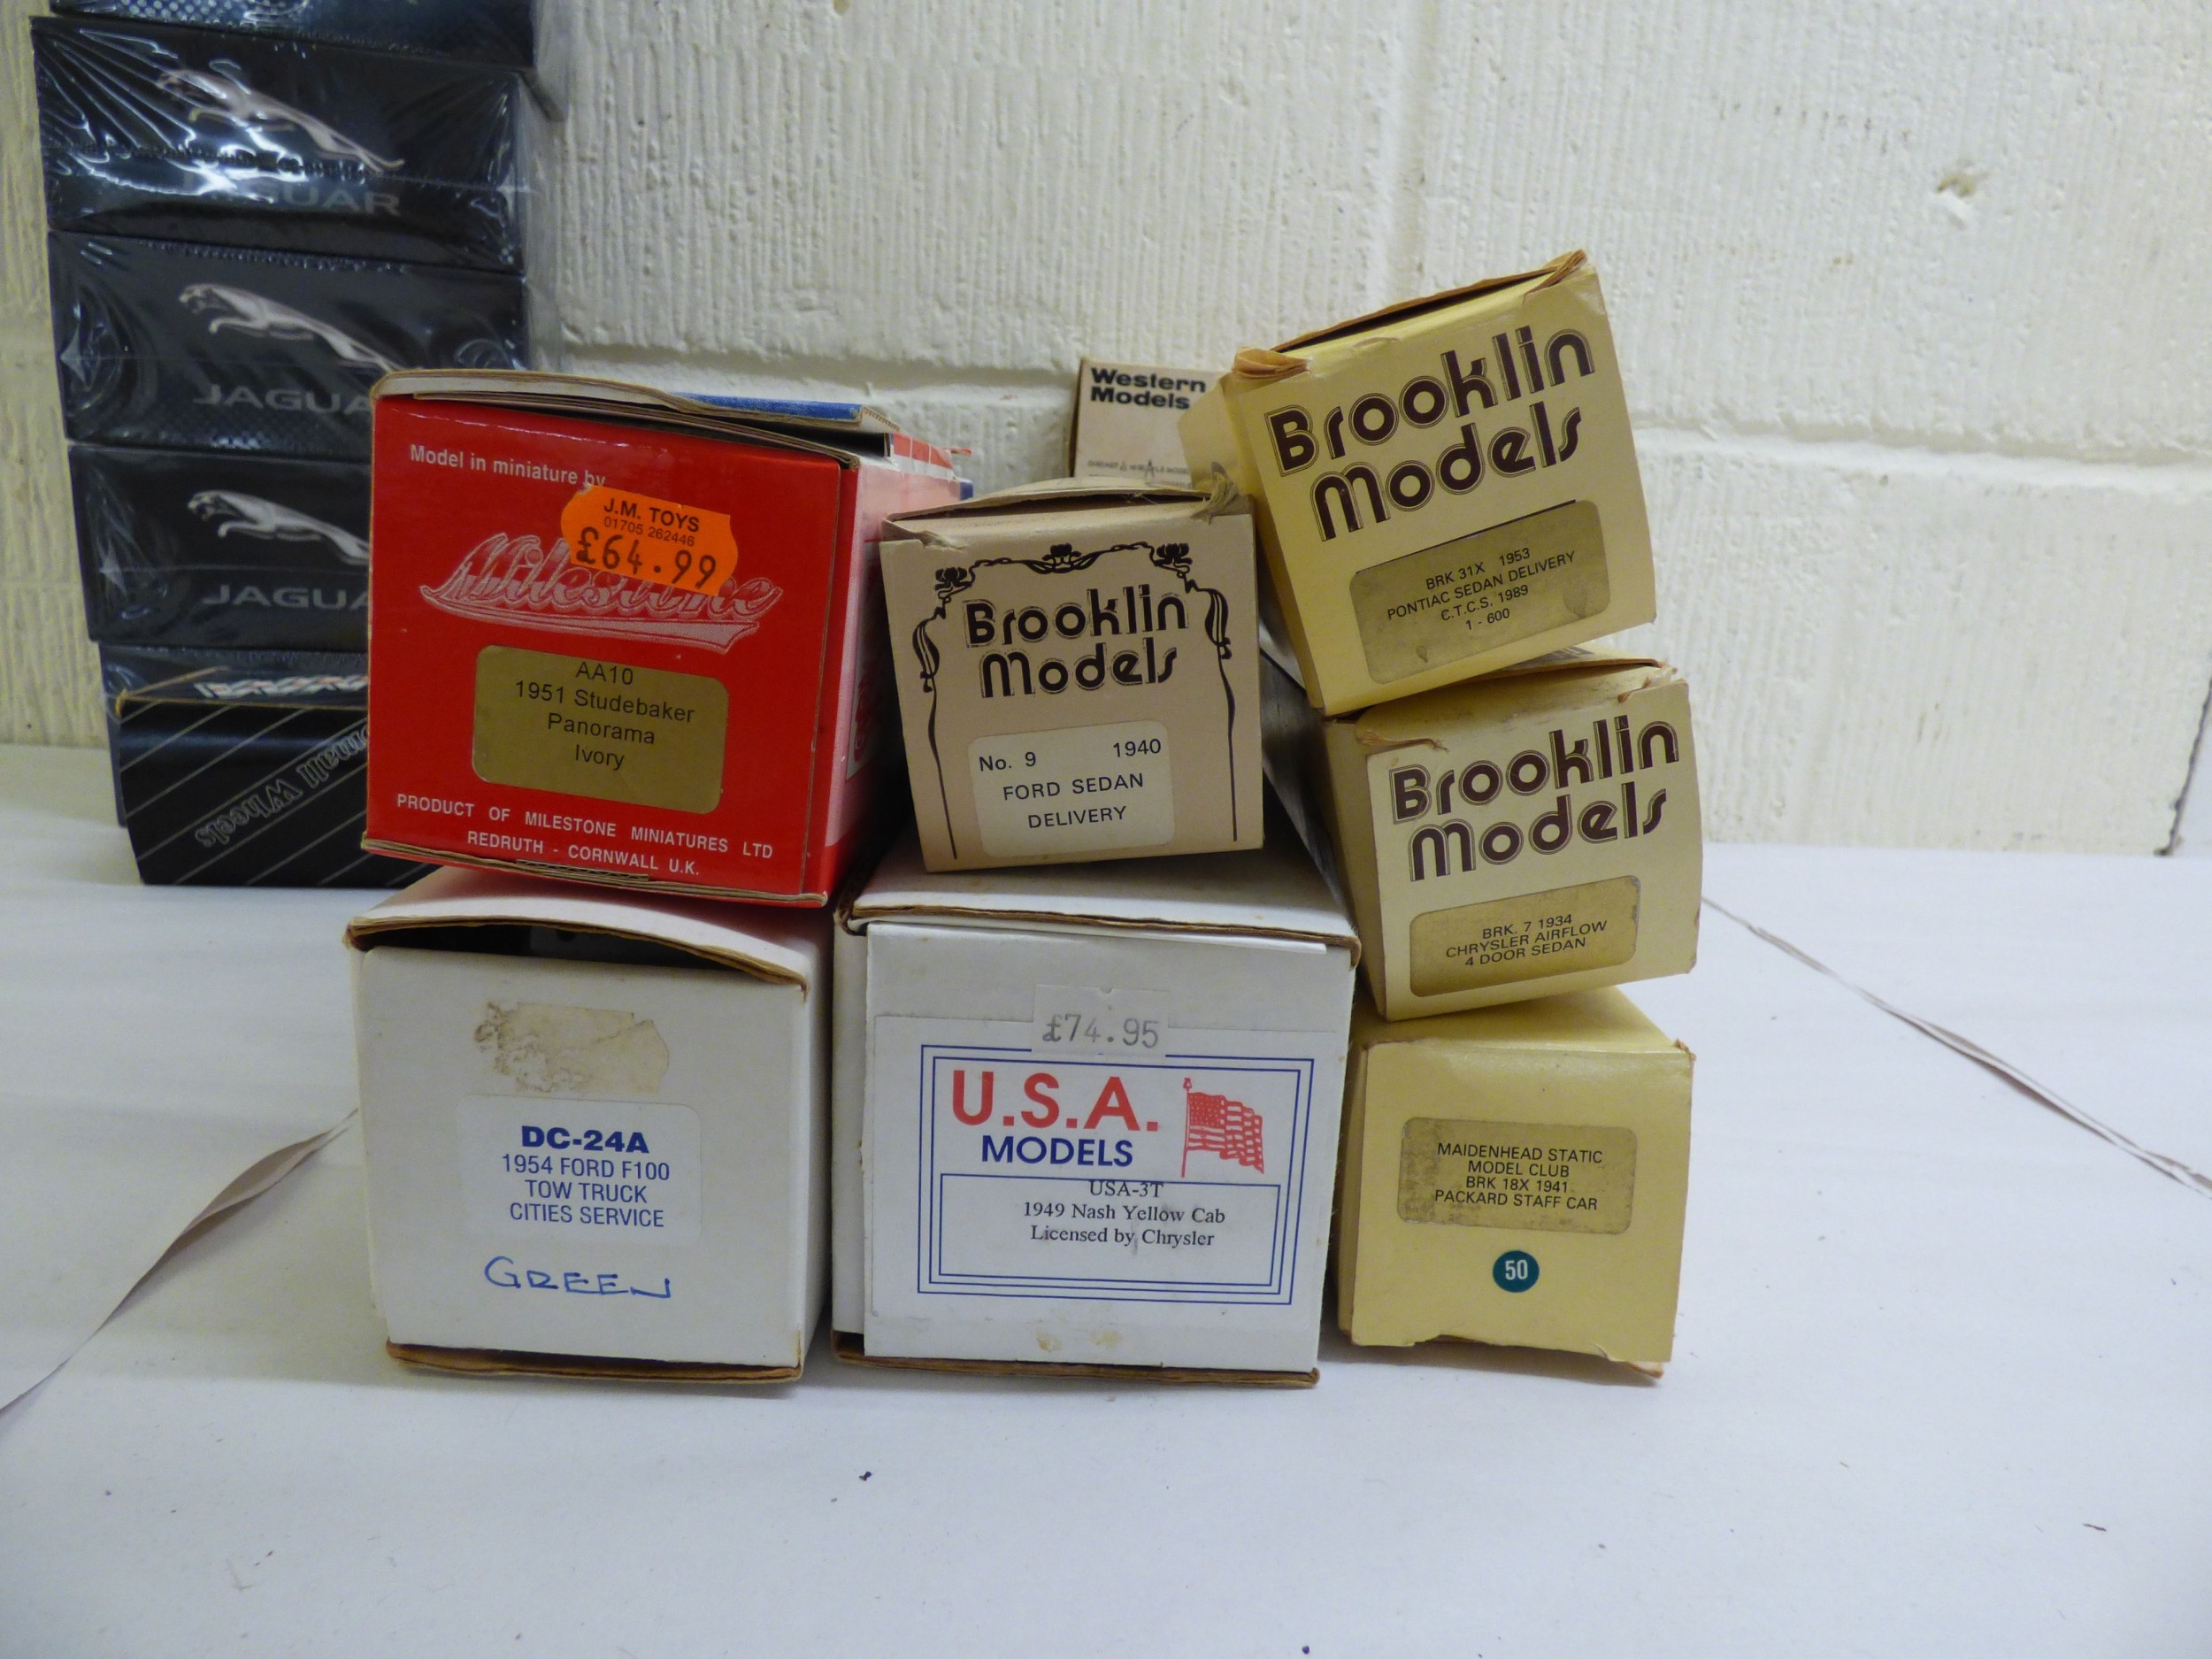 JAGUAR
JAGUA
JAGUA
Small Wheels
Model in miniature by
J.M. TOYS
01705 262446
£64.99
Milestone
AA10
1951 Studebaker
Panorama
Ivory
PRODUCT OF MILESTONE MINIATURES LTD
REDRUTH - CORNWALL U.K.
Western
Models
Brooklin
Models
No. 9 1940
FORD SEDAN
DELIVERY
Brooklin
Models
BRK 31X 1953
PONTIAC SEDAN DELIVERY
C.T.C.S. 1989
1 - 600
Brooklin
Models
BRK. 7 1934
CHRYSLER AIRFLOW
4 DOOR SEDAN
DC-24A
1954 FORD F100
TOW TRUCK
CITIES SERVICE
GREEN
£74.95
U.S.A.
MODELS
USA-3T
1949 Nash Yellow Cab
Licensed by Chrysler
MAIDENHEAD STATIC
MODEL CLUB
BRK 18X 1941
PACKARD STAFF CAR
50